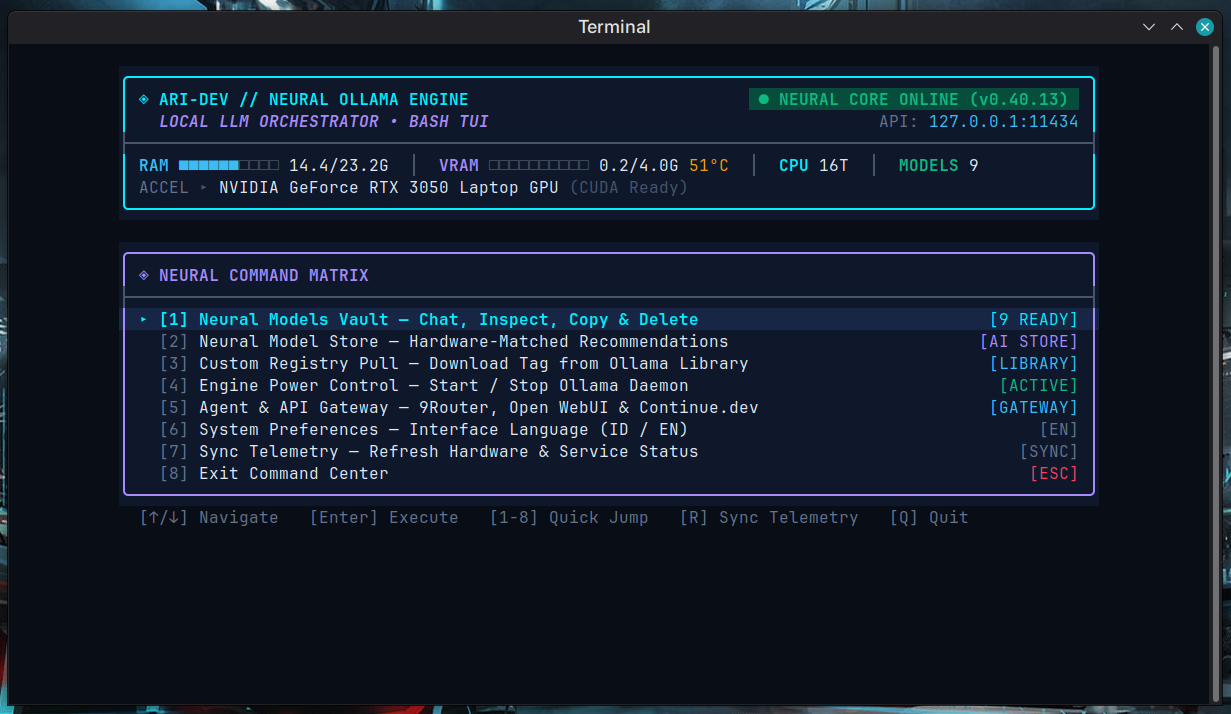 Terminal
◈ ARI-DEV // NEURAL OLLAMA ENGINE ● NEURAL CORE ONLINE (v0.40.13)
LOCAL LLM ORCHESTRATOR • BASH TUI API: 127.0.0.1:11434
RAM ■■■■■■□□□□ 14.4/23.2G │ VRAM □□□□□□□□□□ 0.2/4.0G 51°C │ CPU 16T │ MODELS 9
ACCEL ▸ NVIDIA GeForce RTX 3050 Laptop GPU (CUDA Ready)
◈ NEURAL COMMAND MATRIX
▸ [1] Neural Models Vault — Chat, Inspect, Copy & Delete [9 READY]
[2] Neural Model Store — Hardware-Matched Recommendations [AI STORE]
[3] Custom Registry Pull — Download Tag from Ollama Library [LIBRARY]
[4] Engine Power Control — Start / Stop Ollama Daemon [ACTIVE]
[5] Agent & API Gateway — 9Router, Open WebUI & Continue.dev [GATEWAY]
[6] System Preferences — Interface Language (ID / EN) [EN]
[7] Sync Telemetry — Refresh Hardware & Service Status [SYNC]
[8] Exit Command Center [ESC]
[↑/↓] Navigate [Enter] Execute [1-8] Quick Jump [R] Sync Telemetry [Q] Quit